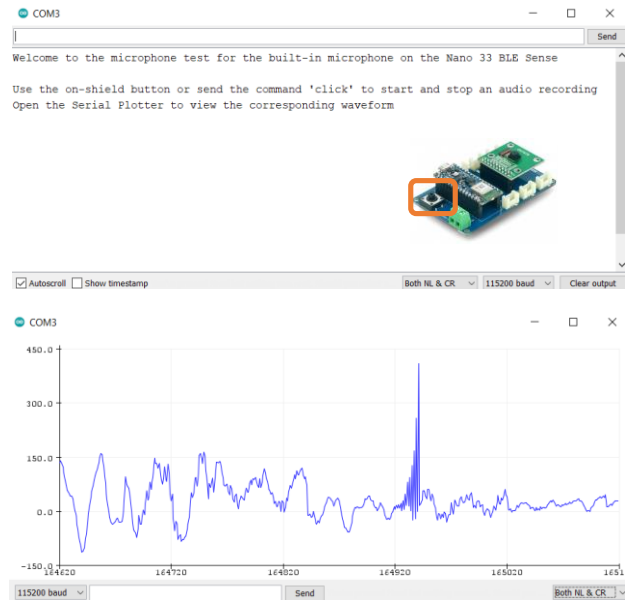 COM3
Send
Welcome to the microphone test for the built-in microphone on the Nano 33 BLE Sense
Use the on-shield button or send the command 'click' to start and stop an audio recording
Open the Serial Plotter to view the corresponding waveform
Autoscroll Show timestamp Both NL & CR 115200 baud Clear output
COM3
450.0
300.0
150.0
0.0
-150.0
164620 164720 164820 164920 165020 1651
115200 baud Send Both NL & CR